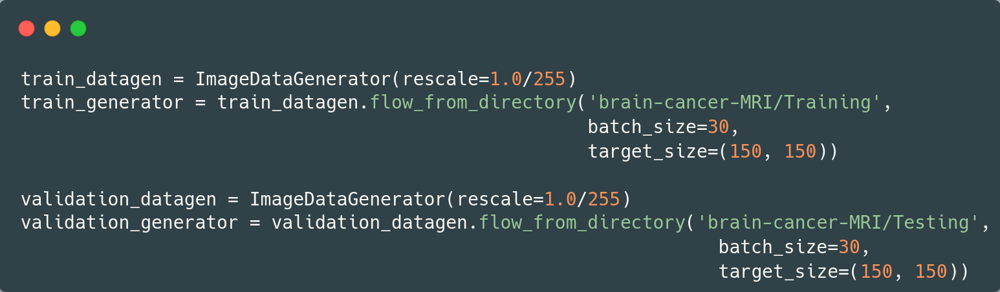 train_datagen = ImageDataGenerator(rescale=1.0/255)
train_generator = train_datagen.flow_from_directory('brain-cancer-MRI/Training',
batch_size=30,
target_size=(150, 150))
validation_datagen = ImageDataGenerator(rescale=1.0/255)
validation_generator = validation_datagen.flow_from_directory('brain-cancer-MRI/Testing',
batch_size=30,
target_size=(150, 150))